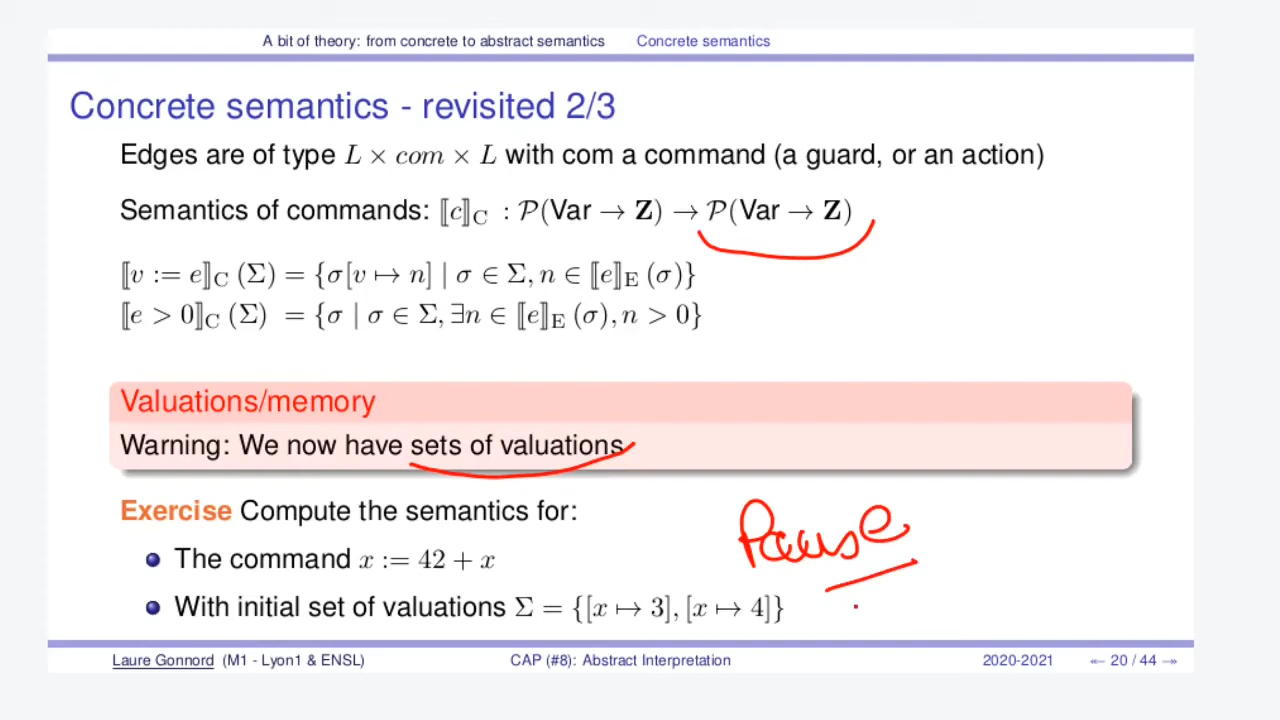 A bit of theory: from concrete to abstract semantics Concrete semantics
Concrete semantics - revisited 2/3
Edges are of type L × com × L with com a command (a guard, or an action)
Semantics of commands: ⟦c⟧C : 𝒫(Var → Z) → 𝒫(Var → Z)
⟦v := e⟧C (Σ) = {σ[v ↦ n] | σ ∈ Σ, n ∈ ⟦e⟧E (σ)}
⟦e > 0⟧C (Σ) = {σ | σ ∈ Σ, ∃n ∈ ⟦e⟧E (σ), n > 0}
Valuations/memory
Warning: We now have sets of valuations
Exercise Compute the semantics for:
Pause
The command x := 42 + x
With initial set of valuations Σ = {[x ↦ 3], [x ↦ 4]}
Laure Gonnord (M1 - Lyon1 & ENSL) CAP (#8): Abstract Interpretation 2020-2021 ↞ 20 / 44 ↠